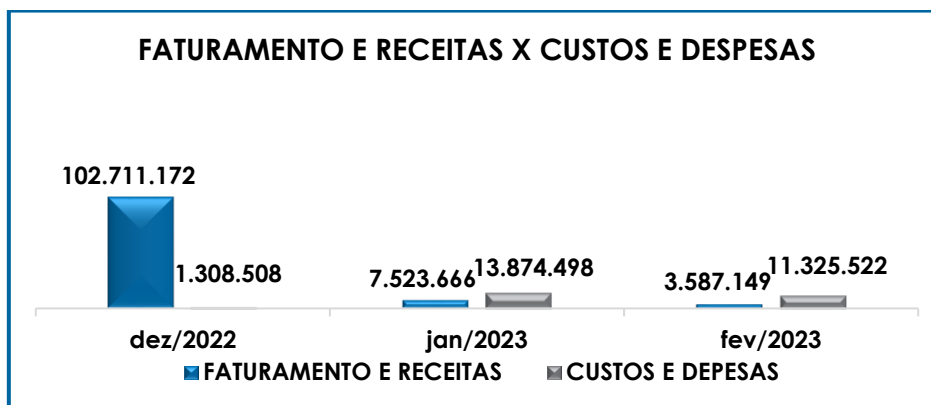 FATURAMENTO E RECEITAS X CUSTOS E DESPESAS
102.711.172
1.308.508
7.523.666
13.874.498
3.587.149
11.325.522
dez/2022 jan/2023 fev/2023
FATURAMENTO E RECEITAS CUSTOS E DEPESAS